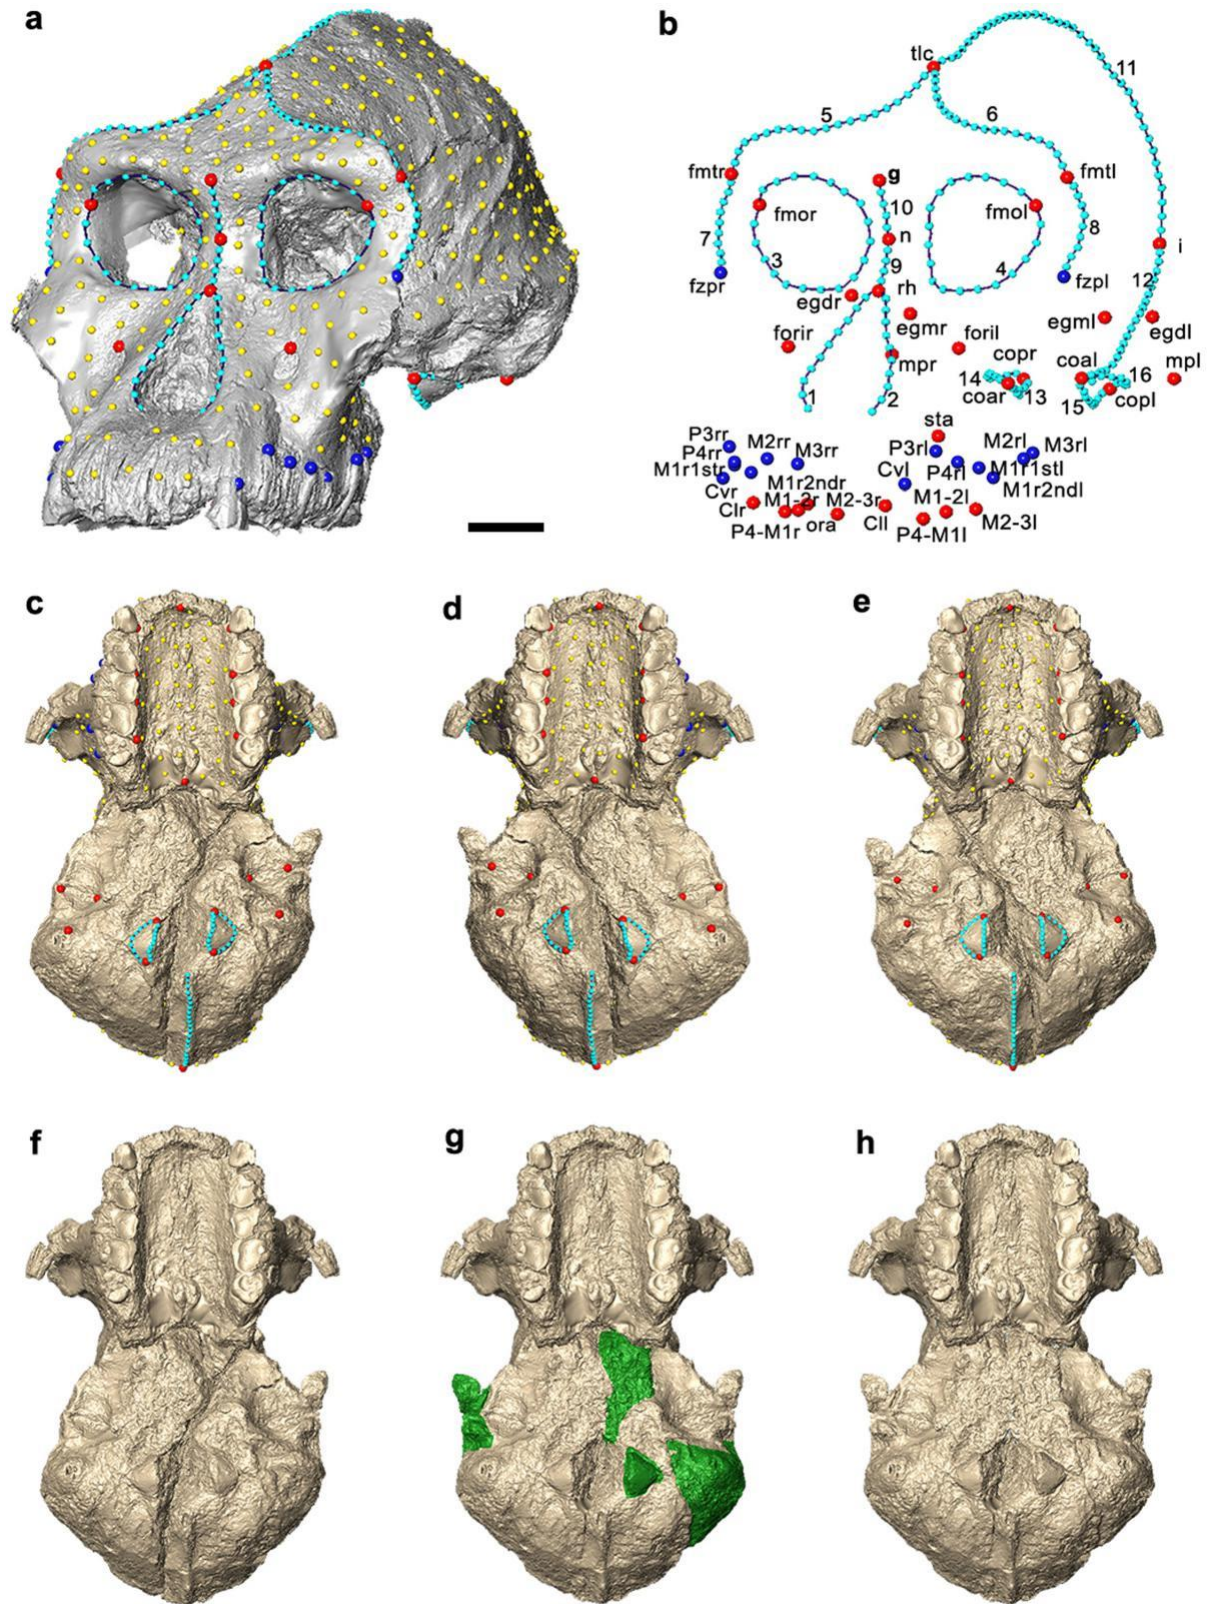 a
b
tlc
11
5
6
fmtr
g
fmtl
fmor
10
fmol
7
n
8
i
3
9
4
12
fzpr
rh
fzpl
egdr
egmr
egml
egdl
forir
foril
mpr
copr
coal
16
mpl
14
coar
13
1
2
15
copl
sta
P3rr
M2rr
P3rl
M2rl
M3rl
P4rr
M3rr
M1r1str
Cvl
P4rl
M1r1stl
M1r2ndr
M1r2ndl
Cvr
M1-2r
M2-3r
M1-2l
Clr
Cll
M2-3l
P4-M1r
ora
P4-M1l
c
d
e
f
g
h